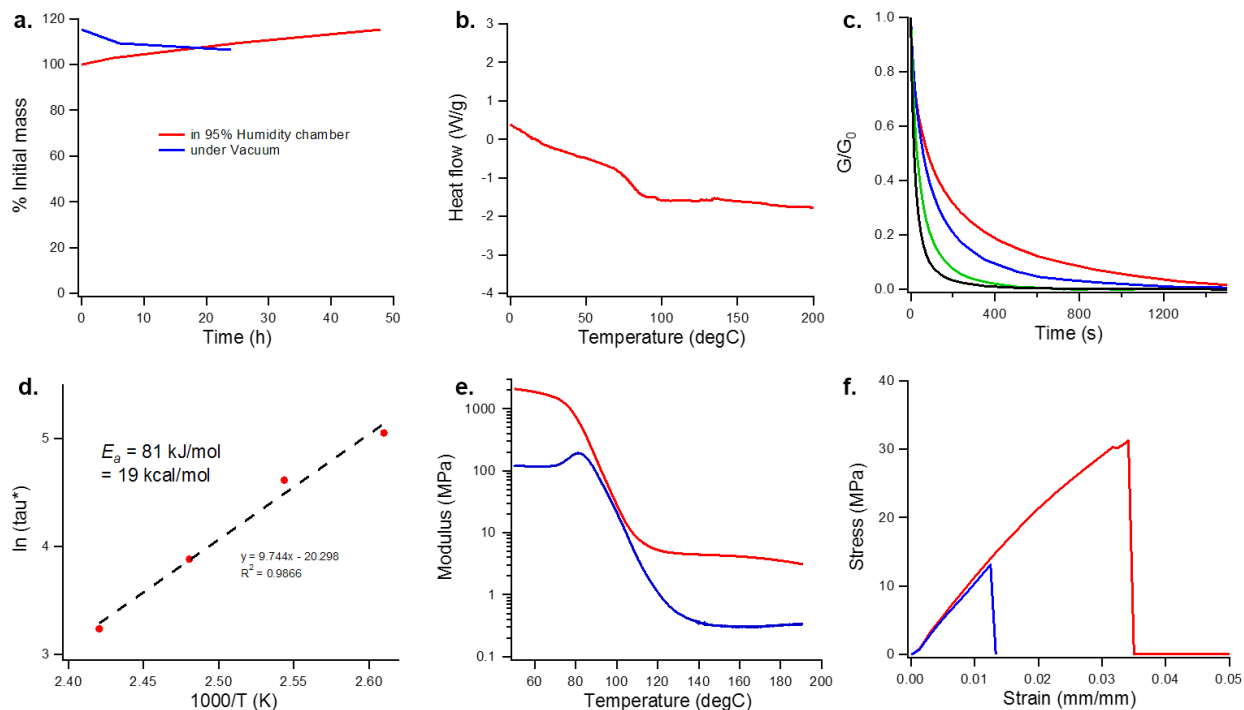 a.
120
100
80
60
40
20
0
% Initial mass
in 95% Humidity chamber
under Vacuum
0 10 20 30 40 50
Time (h)
b.
3
2
1
0
-1
-2
-3
-4
Heat flow (W/g)
0 50 100 150 200
Temperature (degC)
c.
1.0
0.8
0.6
0.4
0.2
0.0
G/G0
0 400 800 1200
Time (s)
d.
5
4
3
ln (tau*)
Ea = 81 kJ/mol
= 19 kcal/mol
y = 9.744x - 20.298
R2 = 0.9866
2.40 2.45 2.50 2.55 2.60
1000/T (K)
e.
1000
100
10
1
0.1
Modulus (MPa)
60 80 100 120 140 160 180 200
Temperature (degC)
f.
40
30
20
10
0
Stress (MPa)
0.00 0.01 0.02 0.03 0.04 0.05
Strain (mm/mm)